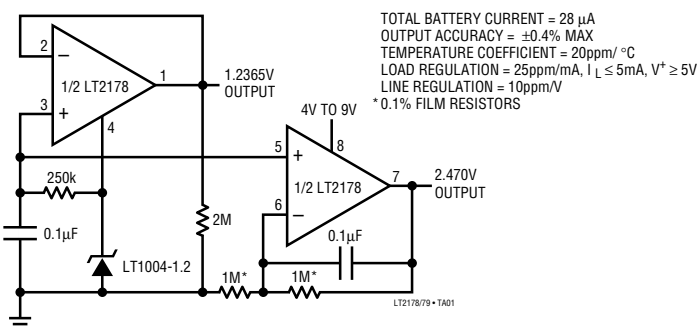 TOTAL BATTERY CURRENT = 28 µA
OUTPUT ACCURACY = ±0.4% MAX
TEMPERATURE COEFFICIENT = 20ppm/ °C
LOAD REGULATION = 25ppm/mA, I L ≤ 5mA, V+ ≥ 5V
LINE REGULATION = 10ppm/V
* 0.1% FILM RESISTORS
2
–
1/2 LT2178
1
1.2365V
OUTPUT
3
+
4
4V TO 9V
8
5
+
1/2 LT2178
7
2.470V
OUTPUT
6
–
250k
0.1µF
2M
0.1µF
LT1004-1.2
1M*
1M*
LT2178/79 • TA01